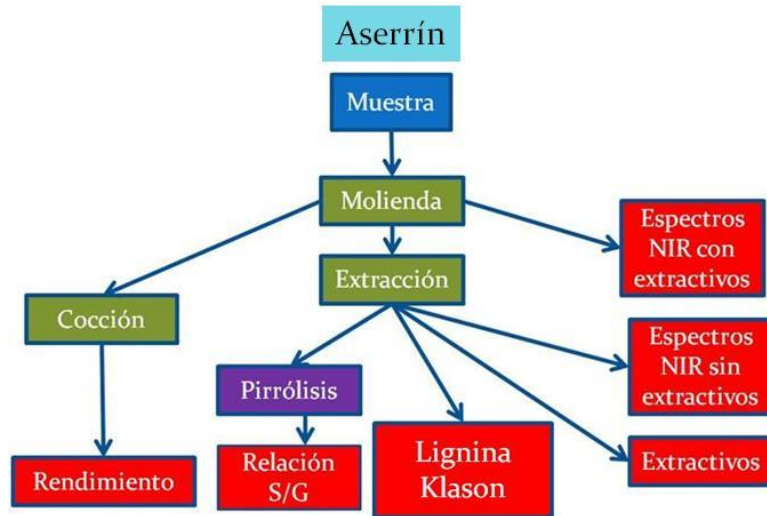 Aserrín
Muestra
Molienda
Espectros
NIR con
extractivos
Extracción
Cocción
Espectros
NIR sin
extractivos
Pirrólisis
Rendimiento
Relación
S/G
Lignina
Klason
Extractivos